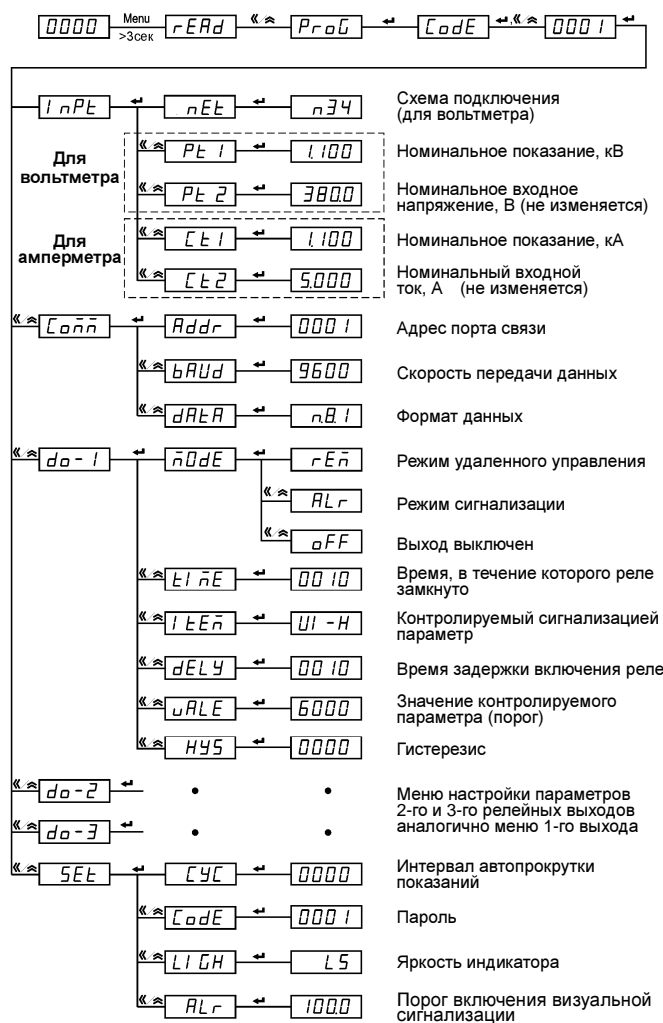 0000 Menu >3сек rEAd ProG CodE 0001
InPt nEt n34 Схема подключения
(для вольтметра)
Для
вольтметра
Pt 1 1.100 Номинальное показание, кВ
Pt 2 380.0 Номинальное входное
напряжение, В (не изменяется)
Для
амперметра
Ct1 1.100 Номинальное показание, кА
Ct2 5.000 Номинальный входной
ток, А (не изменяется)
Conn Addr 0001 Адрес порта связи
bAUd 9600 Скорость передачи данных
dAtA n.8.1 Формат данных
do-1 nOdE rEn Режим удаленного управления
ALr Режим сигнализации
oFF Выход выключен
tInE 0010 Время, в течение которого реле
замкнуто
ItEn UI-H Контролируемый сигнализацией
параметр
dELY 0010 Время задержки включения реле
uALE 6000 Значение контролируемого
параметра (порог)
HYS 0000 Гистерезис
do-2 • • Меню настройки параметров
2-го и 3-го релейных выходов
do-3 • • аналогично меню 1-го выхода
SEt CYC 0000 Интервал автопрокрутки
показаний
CodE 0001 Пароль
LIGH L5 Яркость индикатора
ALr 100.0 Порог включения визуальной
сигнализации